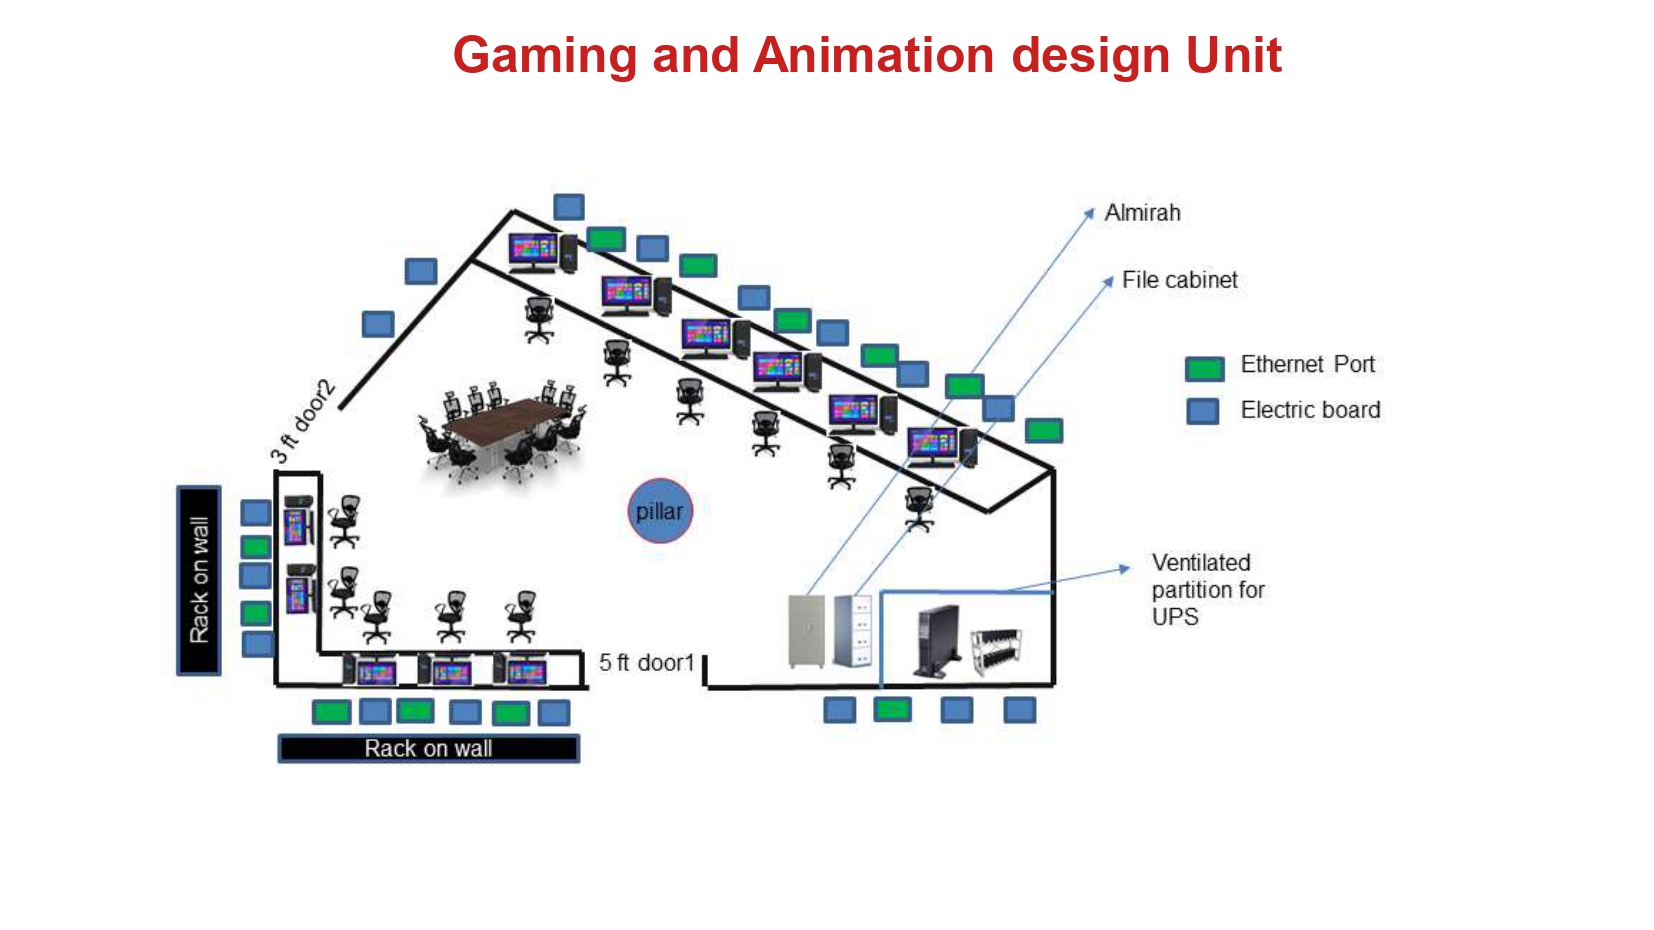 Gaming and Animation design Unit
Almirah
File cabinet
Ethernet Port
Electric board
3 ft door2
pillar
Rack on wall
Ventilated
partition for
UPS
5 ft door1
Rack on wall